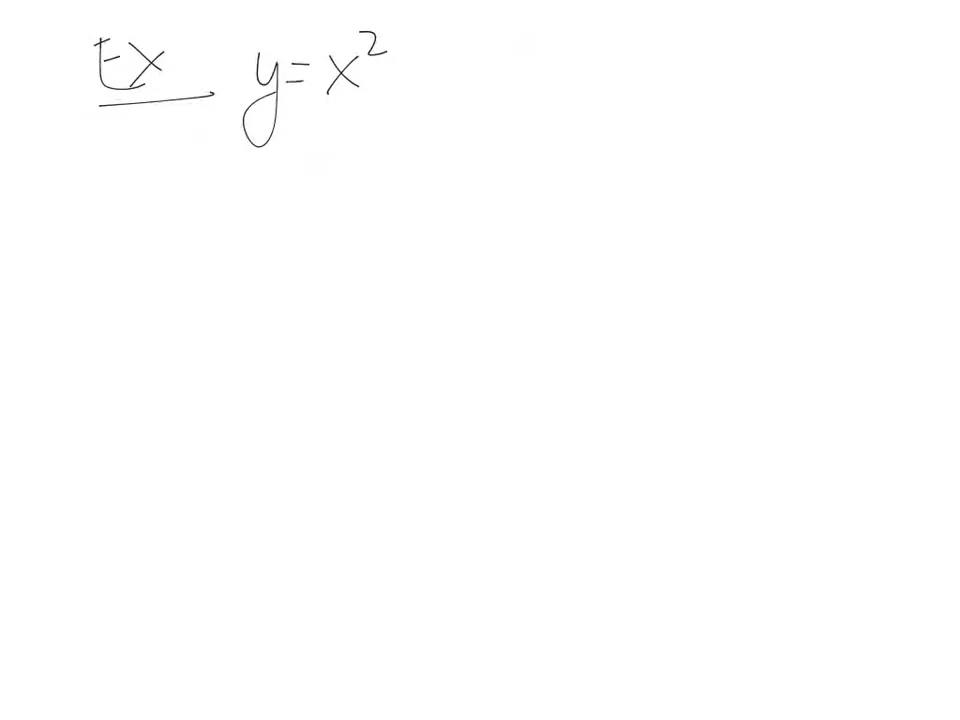 Ex y = x²